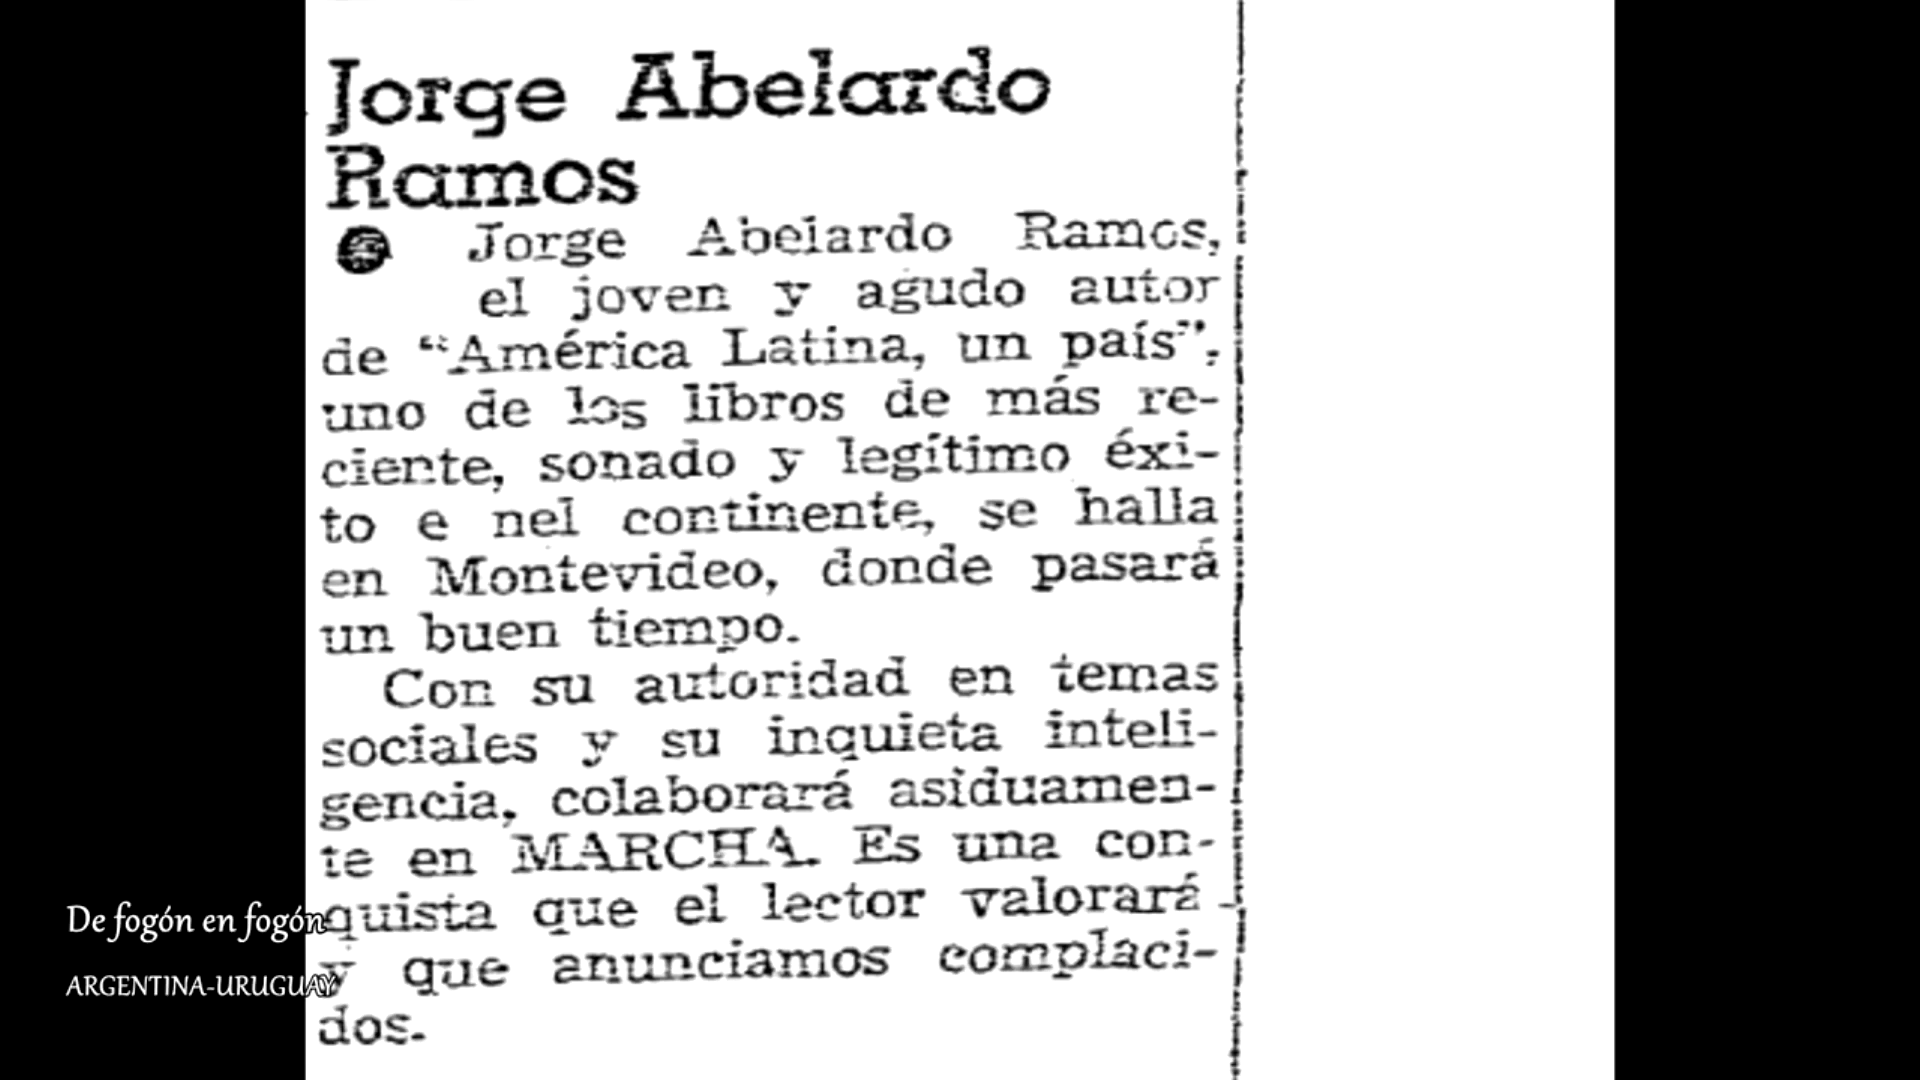 Jorge Abelardo
Ramos
Jorge Abelardo Ramos,
el joven y agudo autor
de “América Latina, un país”,
uno de los libros de más re-
ciente, sonado y legítimo éxi-
to e nel continente, se halla
en Montevideo, donde pasará
un buen tiempo.
Con su autoridad en temas
sociales y su inquieta inteli-
gencia, colaborará asiduamen-
te en MARCHA. Es una con-
quista que el lector valorará
y que anunciamos complaci-
dos.
De fogón en fogón
ARGENTINA-URUGUAY